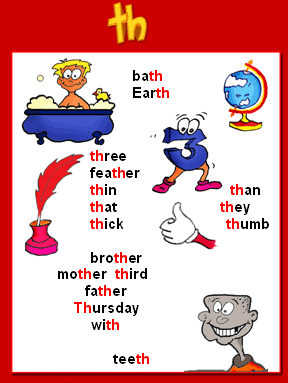 th
bath
Earth
three
feather
thin than
that they
thick thumb
brother
mother third
father
Thursday
with
teeth